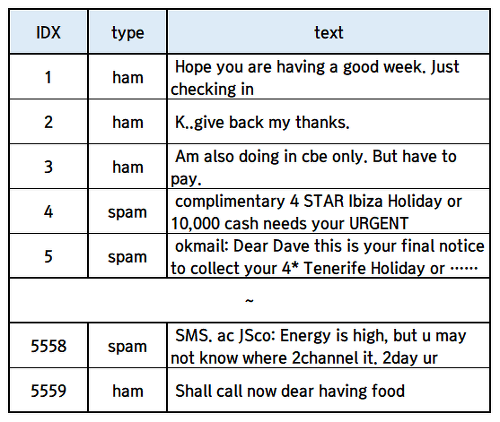 IDX type text
1 ham Hope you are having a good week. Just
checking in
2 ham K..give back my thanks.
3 ham Am also doing in cbe only. But have to
pay.
4 spam complimentary 4 STAR Ibiza Holiday or
10,000 cash needs your URGENT
5 spam okmail: Dear Dave this is your final notice
to collect your 4* Tenerife Holiday or ……
~
5558 spam SMS. ac JSco: Energy is high, but u may
not know where 2channel it. 2day ur
5559 ham Shall call now dear having food